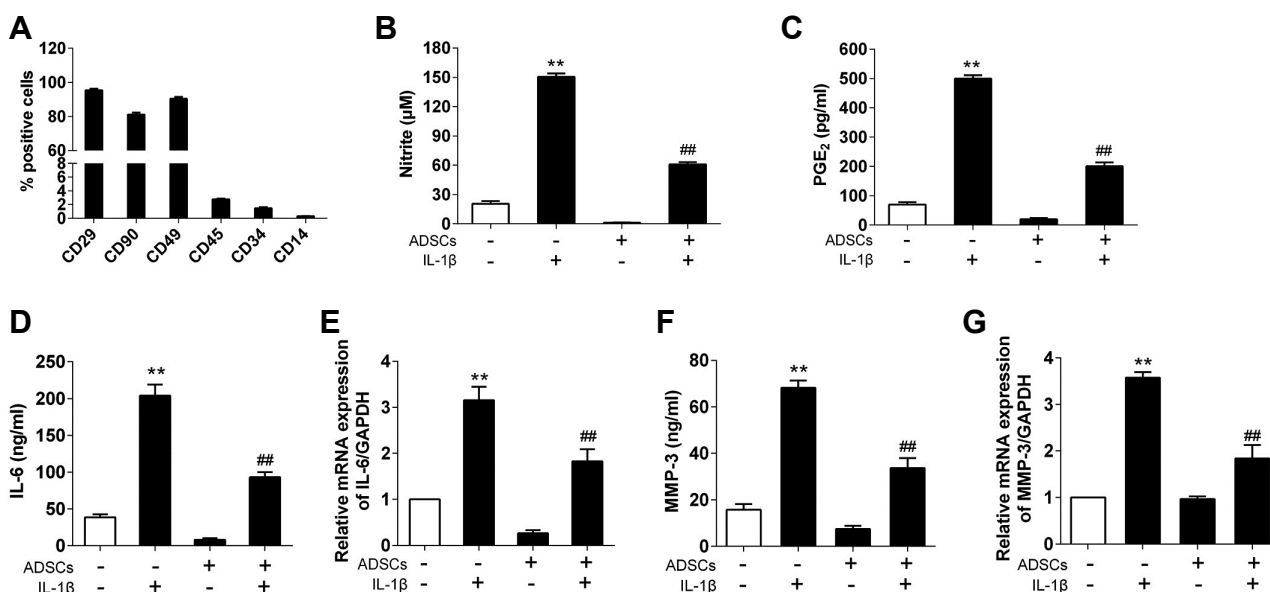 A
% positive cells
120
100
80
60
8
6
4
2
0
CD29 CD90 CD49 CD45 CD34 CD14
B
Nitrite (μM)
180
150
120
90
60
30
0
**
##
ADSCs - - + +
IL-1β - + - +
C
PGE2 (pg/ml)
600
500
400
300
200
100
0
**
##
ADSCs - - + +
IL-1β - + - +
D
IL-6 (ng/ml)
250
200
150
100
50
0
**
##
ADSCs - - + +
IL-1β - + - +
E
Relative mRNA expression
of IL-6/GAPDH
4
3
2
1
0
**
##
ADSCs - - + +
IL-1β - + - +
F
MMP-3 (ng/ml)
80
60
40
20
0
**
##
ADSCs - - + +
IL-1β - + - +
G
Relative mRNA expression
of MMP-3/GAPDH
4
3
2
1
0
**
##
ADSCs - - + +
IL-1β - + - +